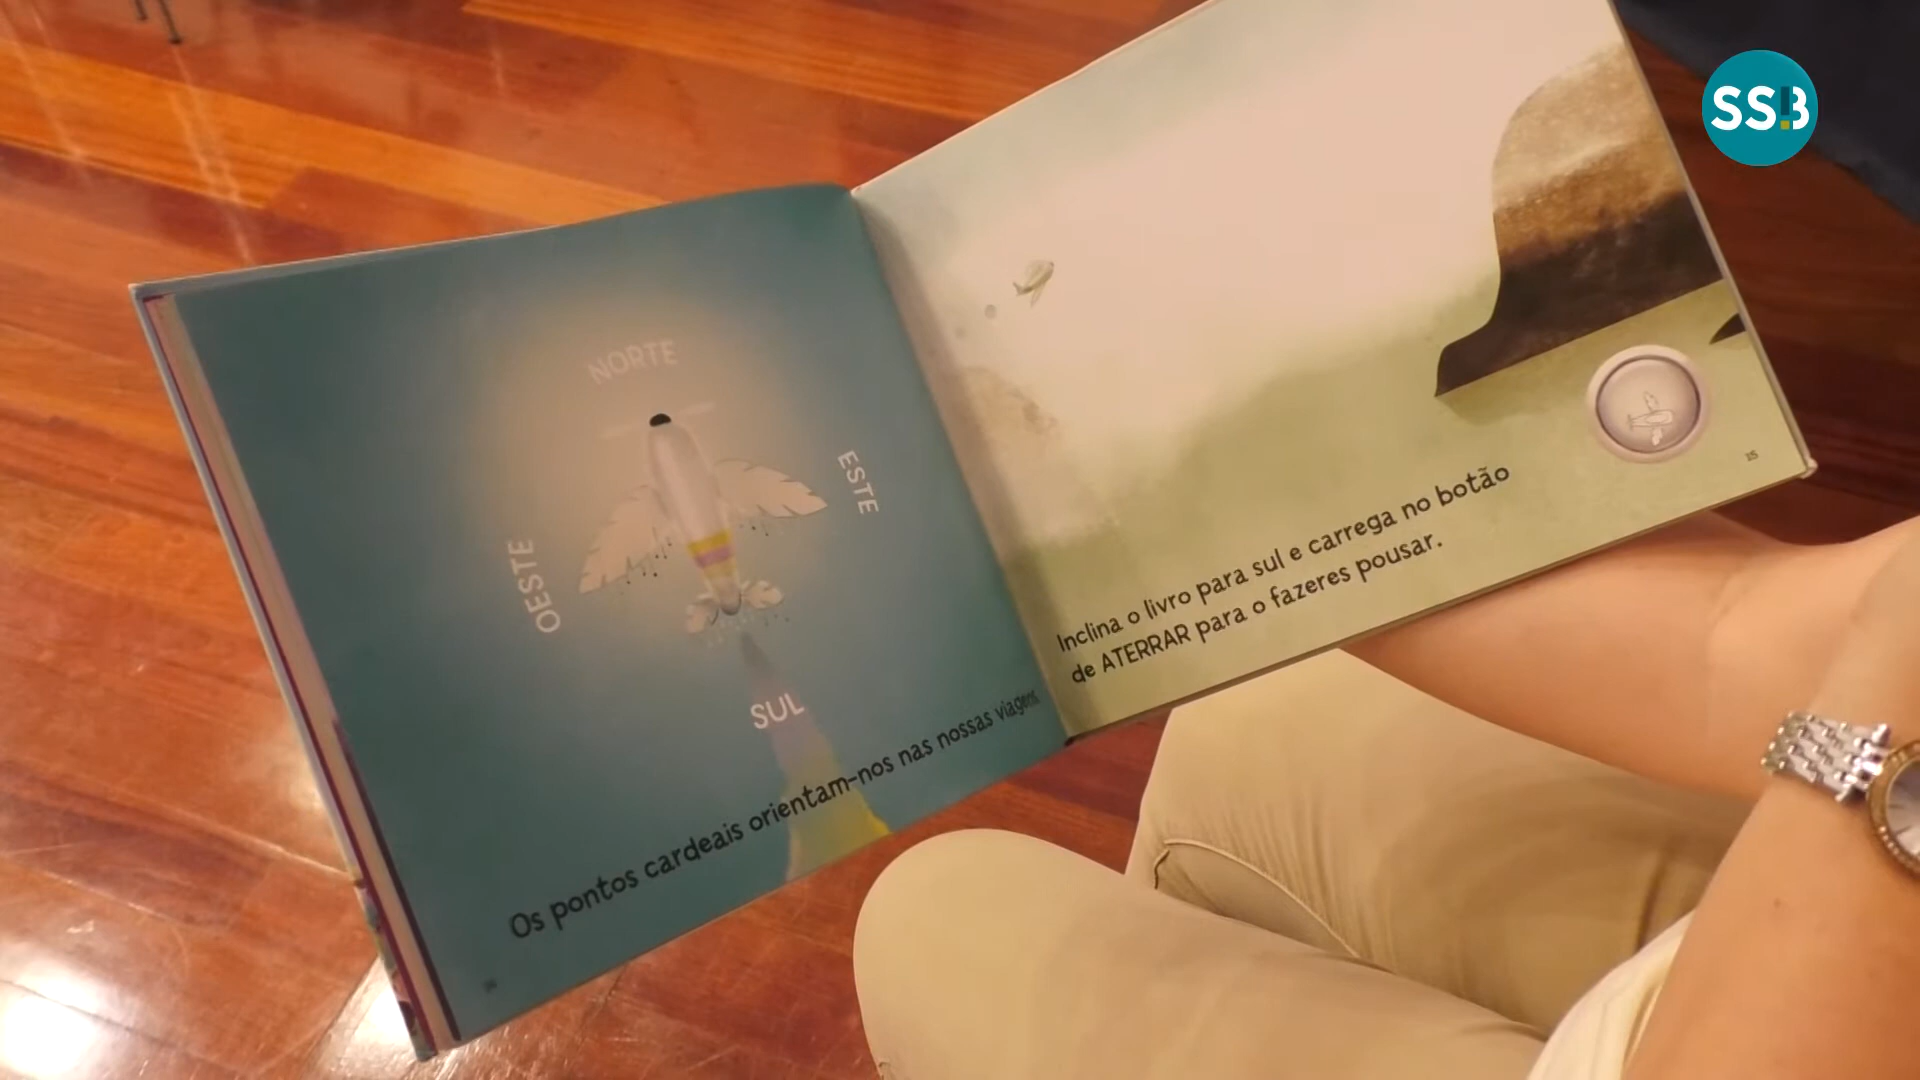 NORTE
ESTE
OESTE
SUL
Os pontos cardeais orientam-nos nas nossas viagens
Inclina o livro para sul e carrega no botão
de ATERRAR para o fazeres pousar.
15
SS!B